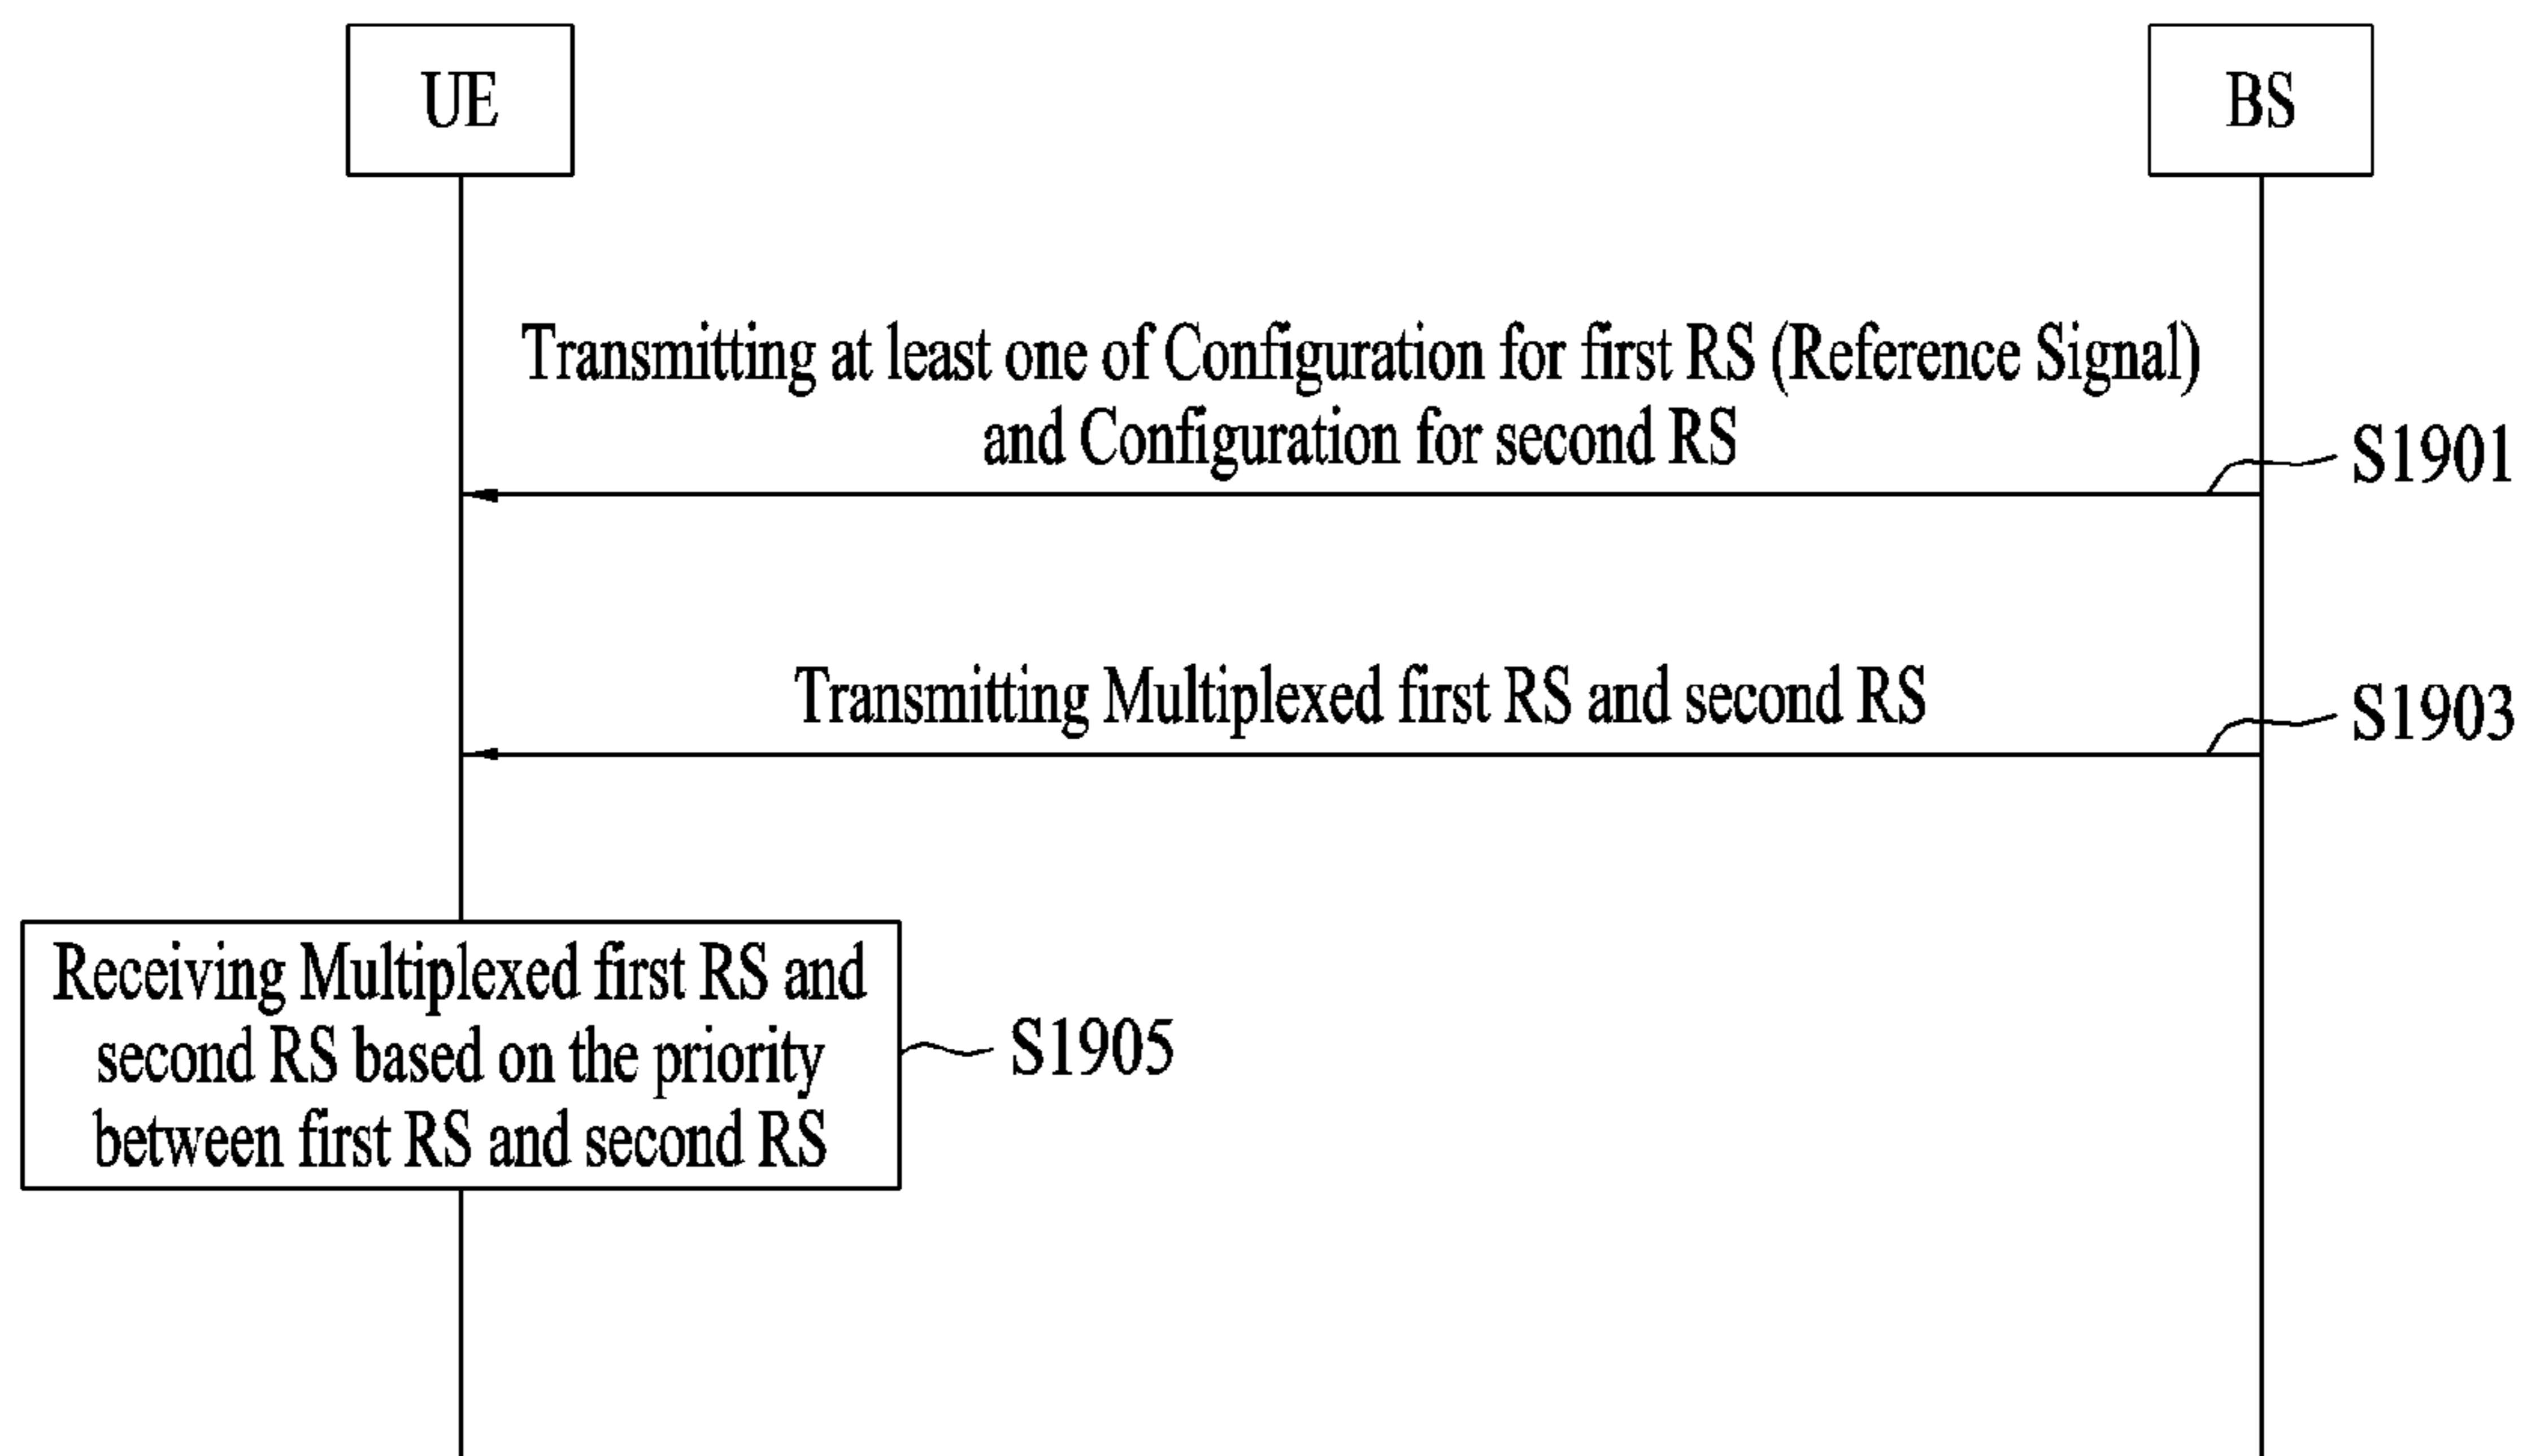 UE
BS
Transmitting at least one of Configuration for first RS (Reference Signal)
and Configuration for second RS
S1901
Transmitting Multiplexed first RS and second RS
S1903
Receiving Multiplexed first RS and
second RS based on the priority
between first RS and second RS
S1905